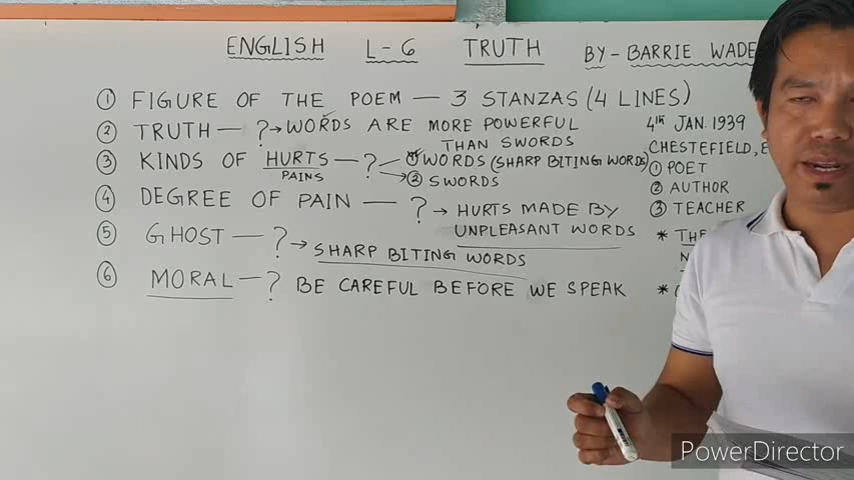 ENGLISH L-6 TRUTH BY-BARRIE WADE
① FIGURE OF THE POEM — 3 STANZAS (4 LINES)
② TRUTH — ? → WORDS ARE MORE POWERFUL
THAN SWORDS
③ KINDS OF HURTS — ? ① WORDS (SHARP BITING WORDS)
PAINS
② SWORDS
④ DEGREE OF PAIN — ? → HURTS MADE BY
UNPLEASANT WORDS
⑤ GHOST — ? → SHARP BITING WORDS
⑥ MORAL — ? BE CAREFUL BEFORE WE SPEAK
4th JAN. 1939
CHESTEFIELD, E
① POET
② AUTHOR
③ TEACHER
* THE
N
*
PowerDirector